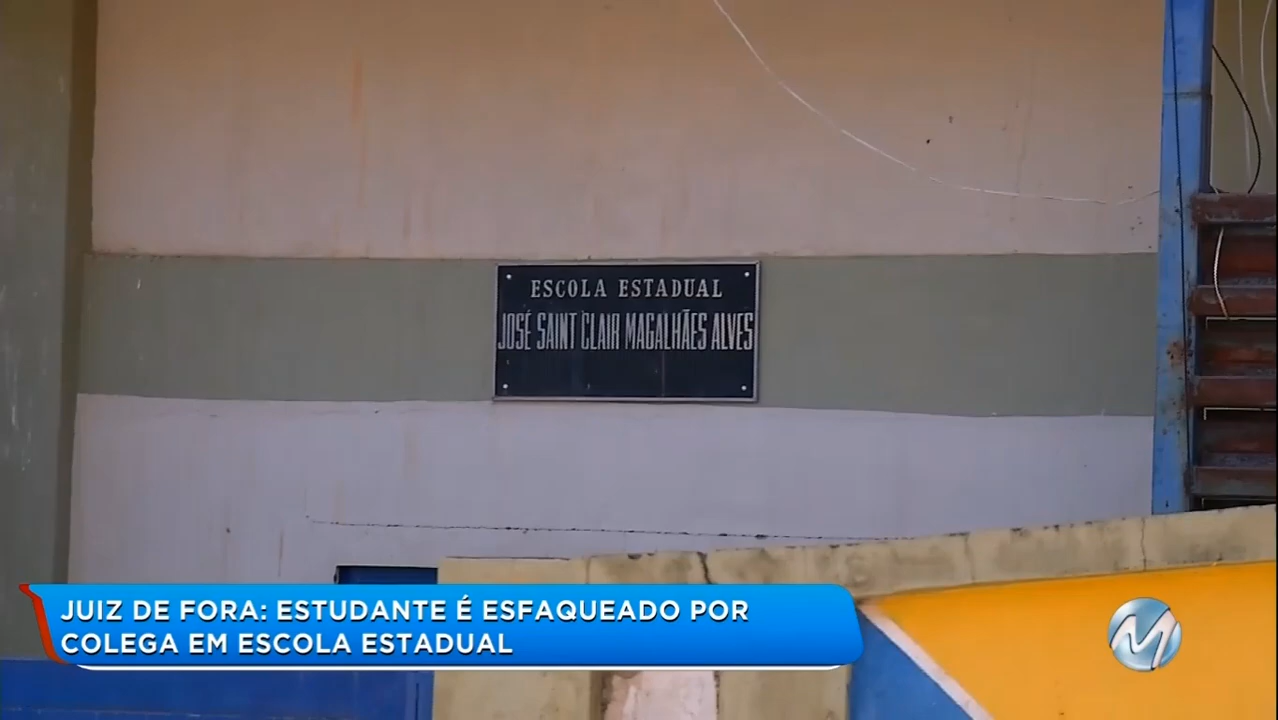 ESCOLA ESTADUAL
JOSÉ SAINT CLAIR MAGALHÃES ALVES
JUIZ DE FORA: ESTUDANTE É ESFAQUEADO POR
COLEGA EM ESCOLA ESTADUAL
M